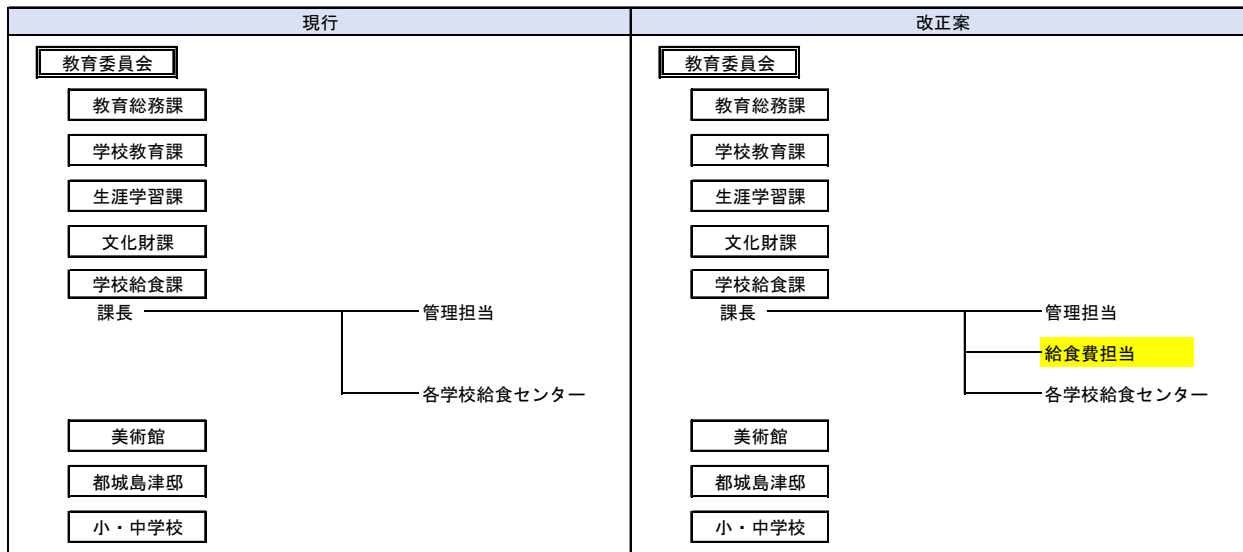 現行
教育委員会
教育総務課
学校教育課
生涯学習課
文化財課
学校給食課
課長 管理担当
各学校給食センター
美術館
都城島津邸
小・中学校
改正案
教育委員会
教育総務課
学校教育課
生涯学習課
文化財課
学校給食課
課長 管理担当
給食費担当
各学校給食センター
美術館
都城島津邸
小・中学校